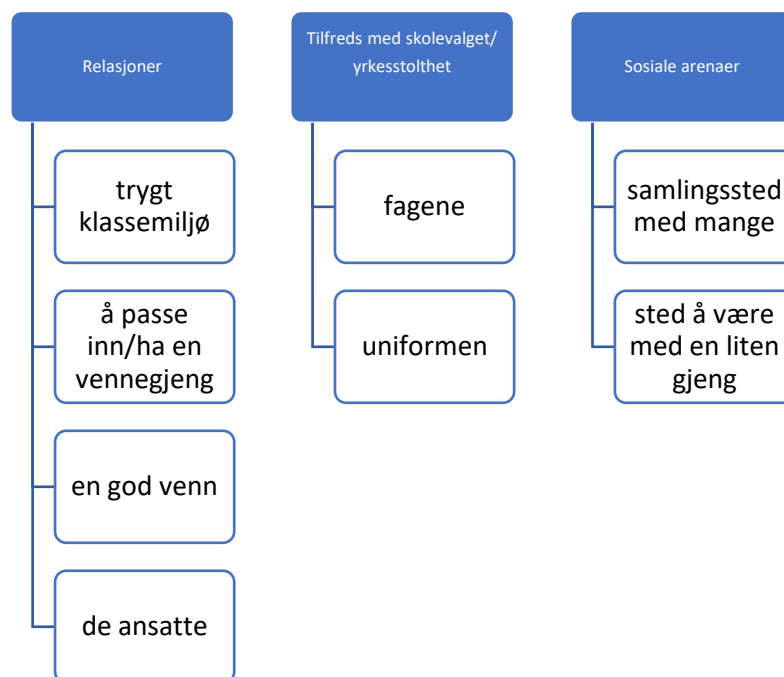 Relasjoner
trygt
klassemiljø
å passe
inn/ha en
vennegjeng
en god venn
de ansatte
Tilfreds med skolevalget/
yrkesstolthet
fagene
uniformen
Sosiale arenaer
samlingssted
med mange
sted å være
med en liten
gjeng